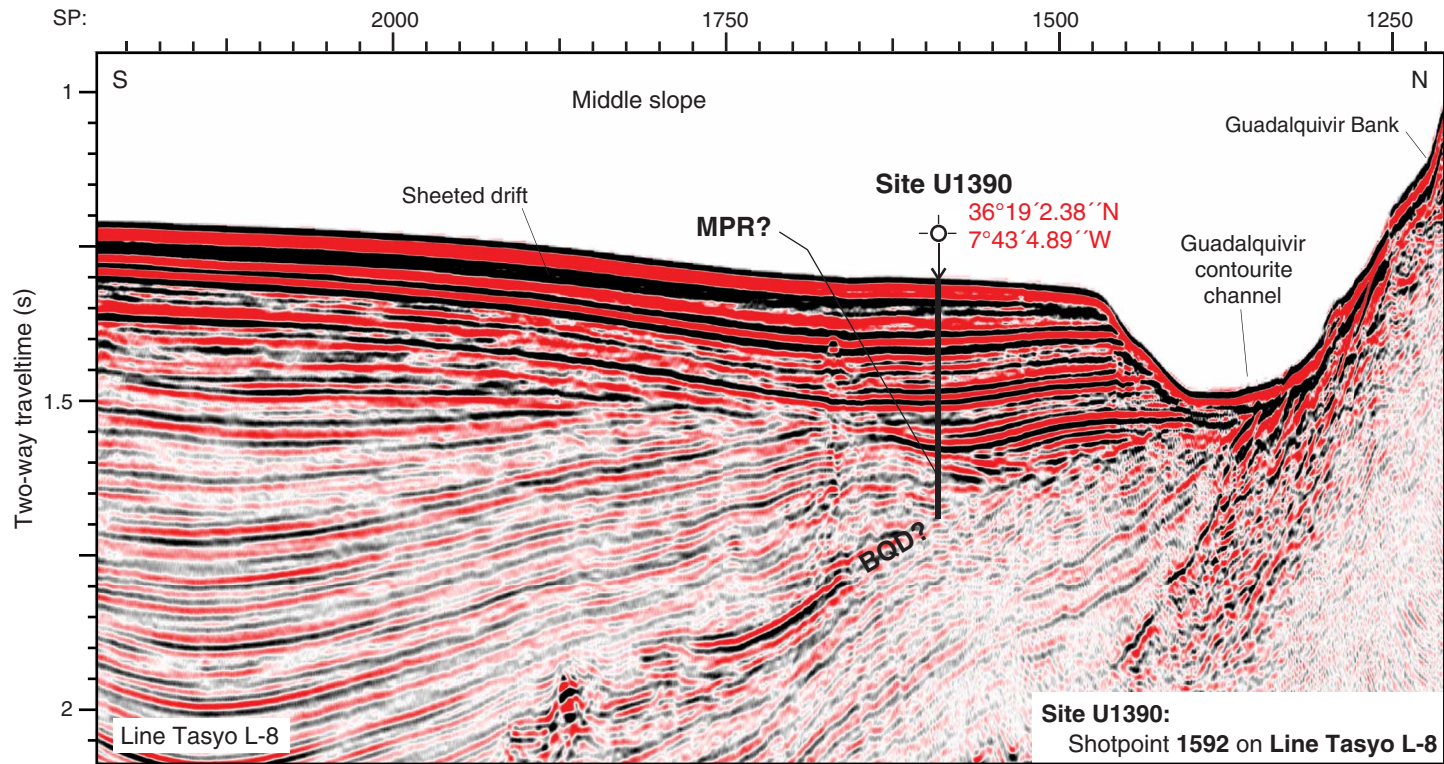 SP: 2000 1750 1500 1250
S
N
1
Middle slope
Guadalquivir Bank
Site U1390
Sheeted drift
36°19´2.38´´N
MPR?
7°43´4.89´´W
Guadalquivir
contourite
channel
Two-way traveltime (s)
1.5
BQD?
2
Line Tasyo L-8
Site U1390:
Shotpoint 1592 on Line Tasyo L-8